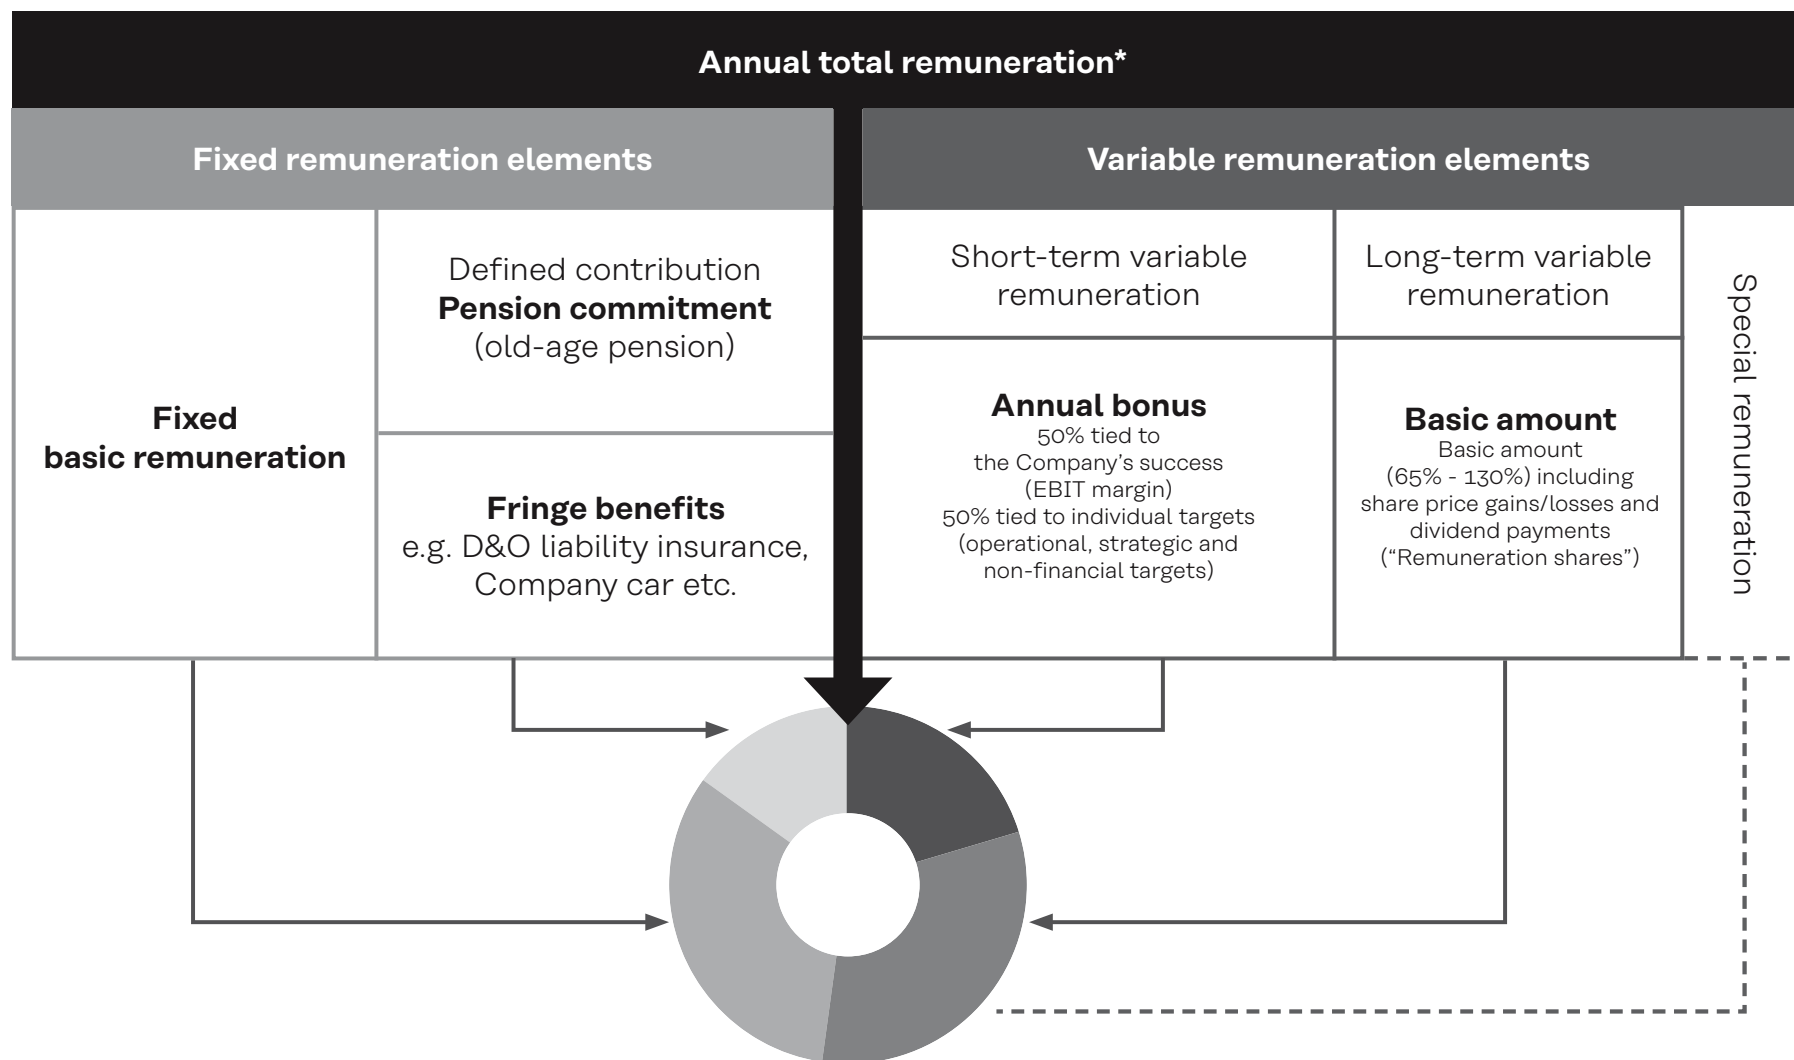 Annual total remuneration*
Fixed remuneration elements
Variable remuneration elements
Fixed
basic remuneration
Defined contribution
Pension commitment
(old-age pension)
Fringe benefits
e.g. D&O liability insurance,
Company car etc.
Short-term variable
remuneration
Annual bonus
50% tied to
the Company’s success
(EBIT margin)
50% tied to individual targets
(operational, strategic and
non-financial targets)
Long-term variable
remuneration
Basic amount
Basic amount
(65% - 130%) including
share price gains/losses and
dividend payments
(“Remuneration shares”)
Special remuneration